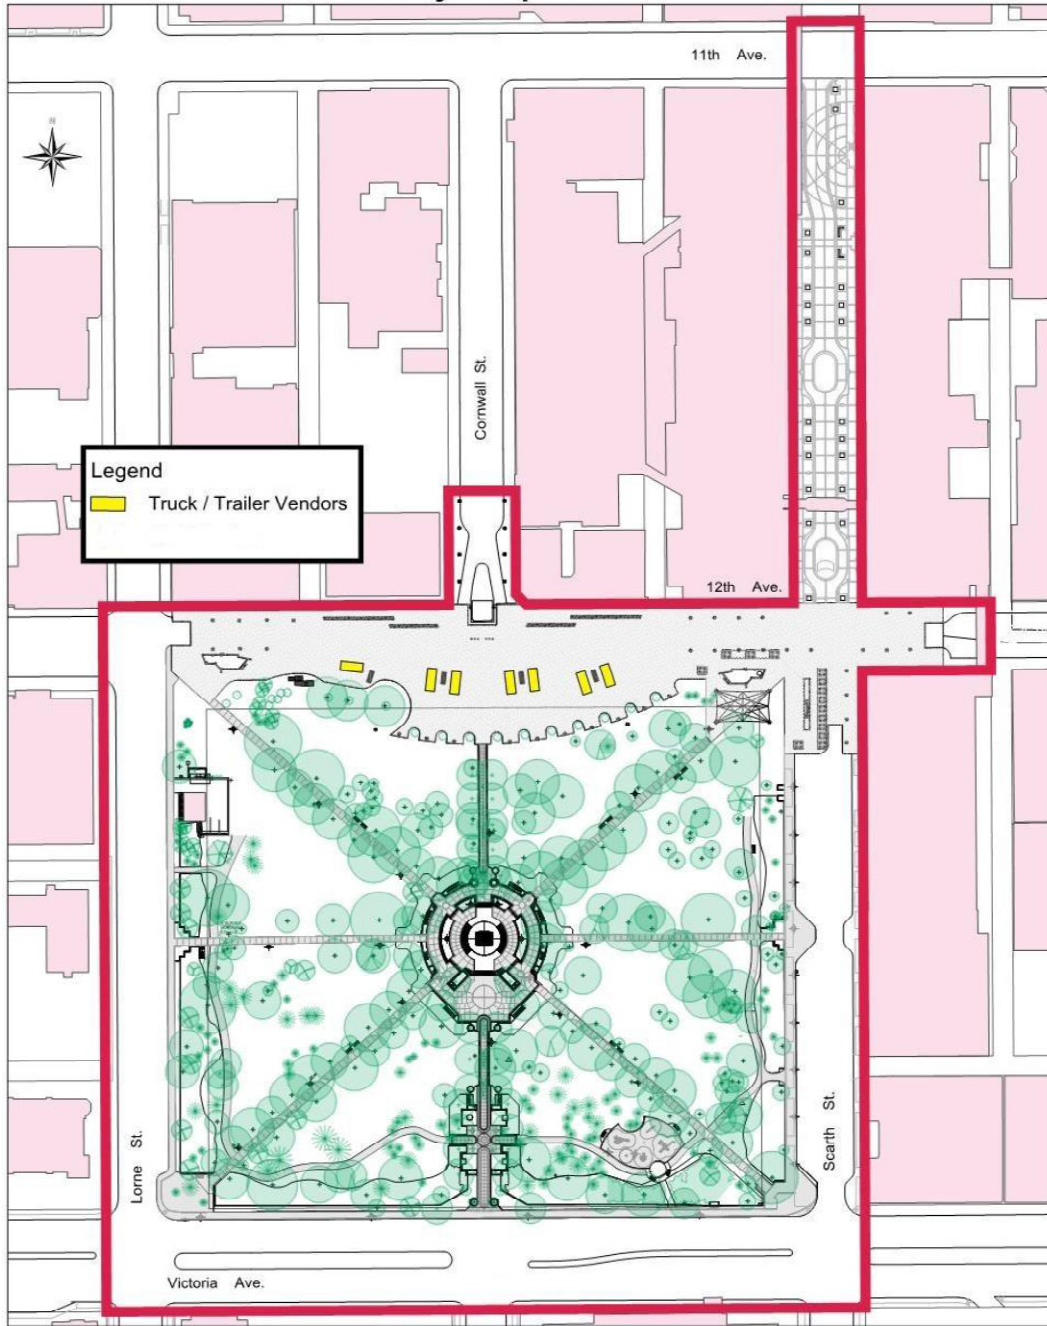 11th Ave.
Cornwall St.
Legend
Truck / Trailer Vendors
12th Ave.
Lorne St.
Scarth St.
Victoria Ave.